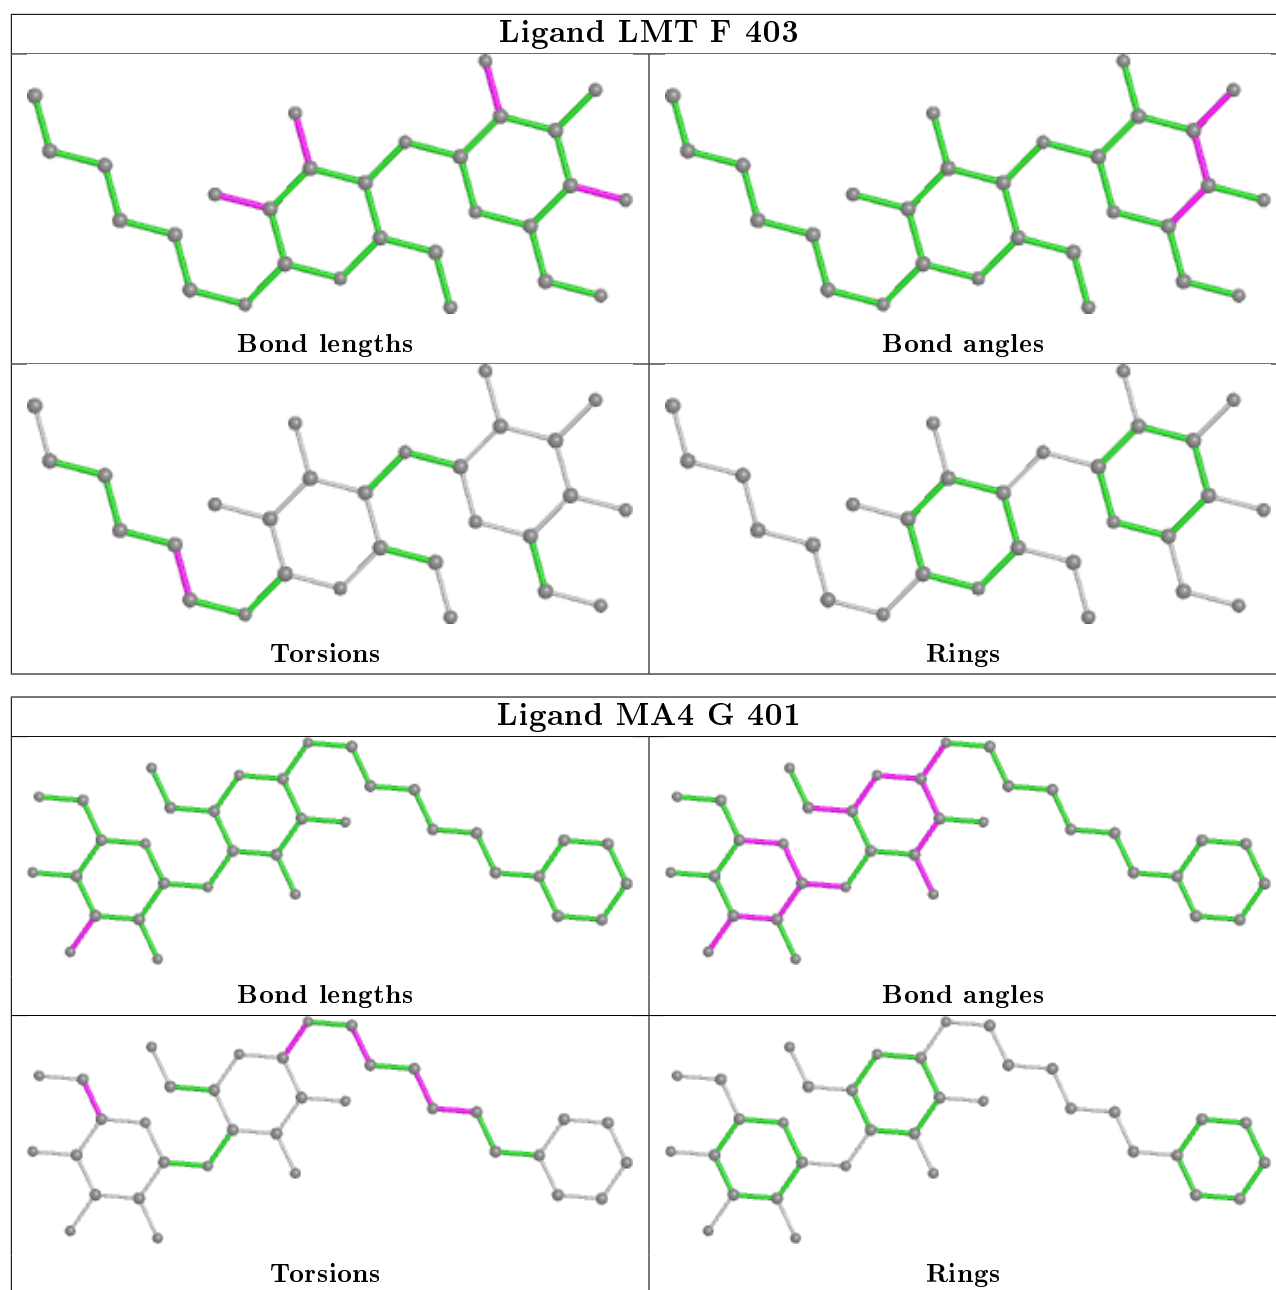 Ligand LMT F 403
Bond lengths
Bond angles
Torsions
Rings
Ligand MA4 G 401
Bond lengths
Bond angles
Torsions
Rings